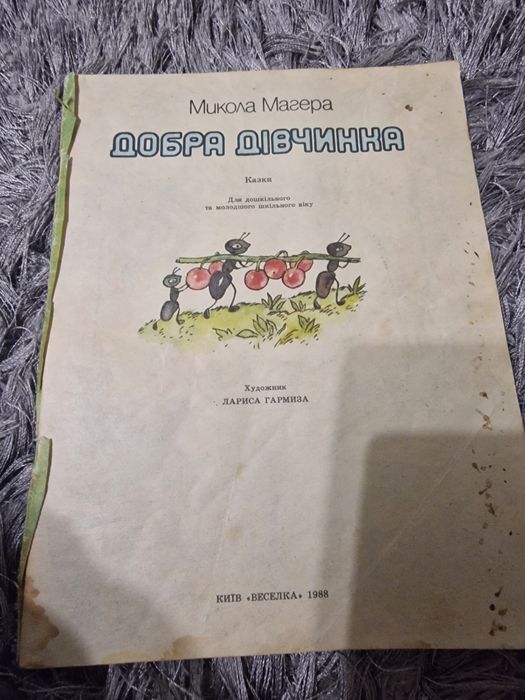 Микола Магера
ДОБРА ДІВЧИНКА
Казки
Для дошкільного
та молодшого шкільного віку
Художник
ЛАРИСА ГАРМИЗА
КИЇВ «ВЕСЕЛКА» 1988